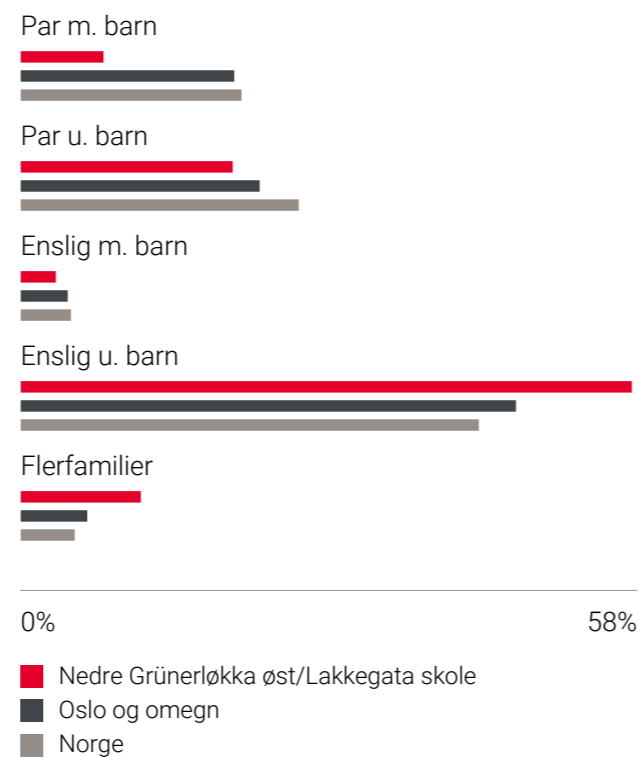 Par m. barn
Par u. barn
Enslig m. barn
Enslig u. barn
Flerfamilier
0% 58%
Nedre Grünerløkka øst/Lakkegata skole
Oslo og omegn
Norge